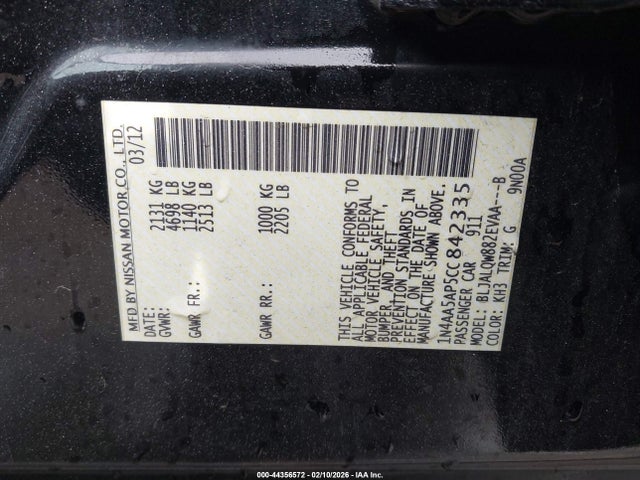 MFD BY NISSAN MOTOR CO., LTD.
DATE: 03/12
GVWR: 2131 KG
4698 LB
GAWR FR.: 1140 KG
2513 LB
GAWR RR.: 1000 KG
2205 LB
THIS VEHICLE CONFORMS TO
ALL APPLICABLE FEDERAL
MOTOR VEHICLE SAFETY,
BUMPER, AND THEFT
PREVENTION STANDARDS IN
EFFECT ON THE DATE OF
MANUFACTURE SHOWN ABOVE.
1N4AA5AP5CC842335
PASSENGER CAR 911
MODEL: BLJALQW882EVAA---B
COLOR: KH3 TRIM: G 9N00A
000-44356572 - 02/10/2026 - IAA Inc.